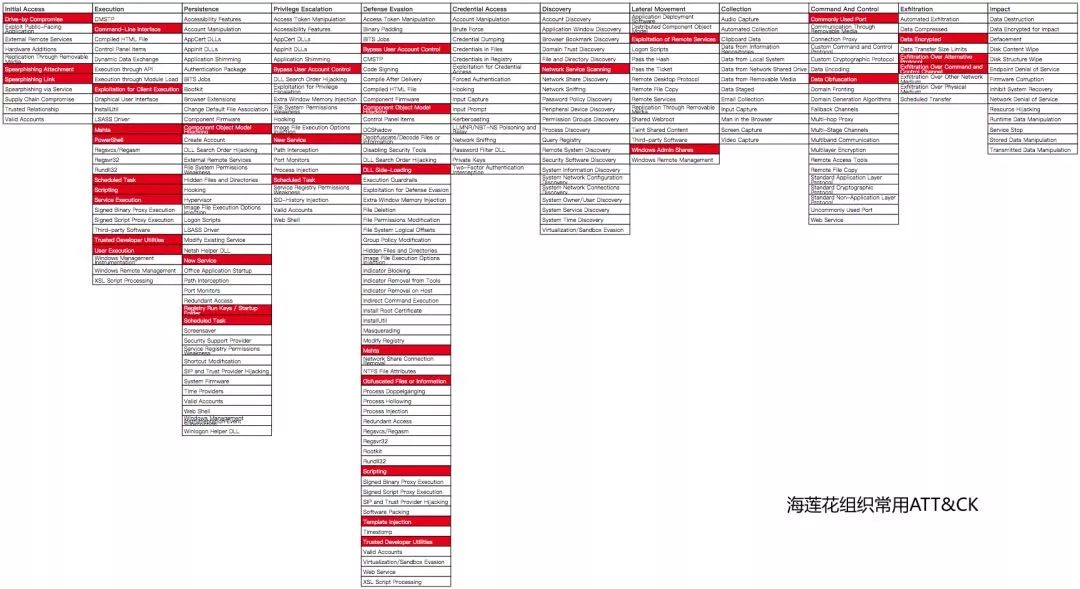 Initial Access
Drive-by Compromise
Exploit Public-Facing
Application
External Remote Services
Hardware Additions
Replication Through Removable
Media
Spearphishing Attachment
Spearphishing Link
Spearphishing via Service
Supply Chain Compromise
Trusted Relationship
Valid Accounts
Execution
CMSTP
Command-Line Interface
Compiled HTML File
Control Panel Items
Dynamic Data Exchange
Execution through API
Execution through Module Load
Exploitation for Client Execution
Graphical User Interface
InstallUtil
LSASS Driver
Mshta
PowerShell
Regsvcs/Regasm
Regsvr32
Rundll32
Scheduled Task
Scripting
Service Execution
Signed Binary Proxy Execution
Signed Script Proxy Execution
Third-party Software
Trusted Developer Utilities
User Execution
Windows Management
Instrumentation
Windows Remote Management
XSL Script Processing
Persistence
Accessibility Features
Account Manipulation
AppCert DLLs
AppInit DLLs
Application Shimming
Authentication Package
BITS Jobs
Bootkit
Browser Extensions
Change Default File Association
Component Firmware
Component Object Model
Hijacking
Create Account
DLL Search Order Hijacking
External Remote Services
File System Permissions
Weakness
Hidden Files and Directories
Hooking
Hypervisor
Image File Execution Options
Injection
Logon Scripts
LSASS Driver
Modify Existing Service
Netsh Helper DLL
New Service
Office Application Startup
Path Interception
Port Monitors
Redundant Access
Registry Run Keys / Startup
Folder
Scheduled Task
Screensaver
Security Support Provider
Service Registry Permissions
Weakness
Shortcut Modification
SIP and Trust Provider Hijacking
System Firmware
Time Providers
Valid Accounts
Web Shell
Windows Management
Instrumentation Event
Winlogon Helper DLL
Privilege Escalation
Access Token Manipulation
Accessibility Features
AppCert DLLs
AppInit DLLs
Application Shimming
Bypass User Account Control
DLL Search Order Hijacking
Exploitation for Privilege
Escalation
Extra Window Memory Injection
File System Permissions
Weakness
Hooking
Image File Execution Options
Injection
New Service
Path Interception
Port Monitors
Process Injection
Scheduled Task
Service Registry Permissions
Weakness
SID-History Injection
Valid Accounts
Web Shell
Defense Evasion
Access Token Manipulation
Binary Padding
BITS Jobs
Bypass User Account Control
CMSTP
Code Signing
Compile After Delivery
Compiled HTML File
Component Firmware
Component Object Model
Hijacking
Control Panel Items
DCShadow
Deobfuscate/Decode Files or
Information
Disabling Security Tools
DLL Search Order Hijacking
DLL Side-Loading
Execution Guardrails
Exploitation for Defense Evasion
Extra Window Memory Injection
File Deletion
File Permissions Modification
File System Logical Offsets
Group Policy Modification
Hidden Files and Directories
Image File Execution Options
Injection
Indicator Blocking
Indicator Removal from Tools
Indicator Removal on Host
Indirect Command Execution
Install Root Certificate
InstallUtil
Masquerading
Modify Registry
Mshta
Network Share Connection
Removal
NTFS File Attributes
Obfuscated Files or Information
Process Doppelgänging
Process Hollowing
Process Injection
Redundant Access
Regsvcs/Regasm
Regsvr32
Rootkit
Rundll32
Scripting
Signed Binary Proxy Execution
Signed Script Proxy Execution
SIP and Trust Provider Hijacking
Software Packing
Template Injection
Timestomp
Trusted Developer Utilities
Valid Accounts
Virtualization/Sandbox Evasion
Web Service
XSL Script Processing
Credential Access
Account Manipulation
Brute Force
Credential Dumping
Credentials in Files
Credentials in Registry
Exploitation for Credential
Access
Forced Authentication
Hooking
Input Capture
Input Prompt
Kerberoasting
LLMNR/NBT-NS Poisoning and
Network Sniffing
Password Filter DLL
Private Keys
Two-Factor Authentication
Interception
Discovery
Account Discovery
Application Window Discovery
Browser Bookmark Discovery
Domain Trust Discovery
File and Directory Discovery
Network Service Scanning
Network Share Discovery
Network Sniffing
Password Policy Discovery
Peripheral Device Discovery
Permission Groups Discovery
Process Discovery
Query Registry
Remote System Discovery
Security Software Discovery
System Information Discovery
System Network Configuration
Discovery
System Network Connections
Discovery
System Owner/User Discovery
System Service Discovery
System Time Discovery
Virtualization/Sandbox Evasion
Lateral Movement
Application Deployment
Software
Distributed Component Object
Model
Exploitation of Remote Services
Logon Scripts
Pass the Hash
Pass the Ticket
Remote Desktop Protocol
Remote File Copy
Remote Services
Replication Through Removable
Media
Shared Webroot
Taint Shared Content
Third-party Software
Windows Admin Shares
Windows Remote Management
Collection
Audio Capture
Automated Collection
Clipboard Data
Data from Information
Repositories
Data from Local System
Data from Network Shared Drive
Data from Removable Media
Data Staged
Email Collection
Input Capture
Man in the Browser
Screen Capture
Video Capture
Command And Control
Commonly Used Port
Communication Through
Removable Media
Connection Proxy
Custom Command and Control
Protocol
Custom Cryptographic Protocol
Data Encoding
Data Obfuscation
Domain Fronting
Domain Generation Algorithms
Fallback Channels
Multi-hop Proxy
Multi-Stage Channels
Multiband Communication
Multilayer Encryption
Remote Access Tools
Remote File Copy
Standard Application Layer
Protocol
Standard Cryptographic
Protocol
Standard Non-Application Layer
Protocol
Uncommonly Used Port
Web Service
Exfiltration
Automated Exfiltration
Data Compressed
Data Encrypted
Data Transfer Size Limits
Exfiltration Over Alternative
Protocol
Exfiltration Over Command and
Control Channel
Exfiltration Over Other Network
Medium
Exfiltration Over Physical
Medium
Scheduled Transfer
Impact
Data Destruction
Data Encrypted for Impact
Defacement
Disk Content Wipe
Disk Structure Wipe
Endpoint Denial of Service
Firmware Corruption
Inhibit System Recovery
Network Denial of Service
Resource Hijacking
Runtime Data Manipulation
Service Stop
Stored Data Manipulation
Transmitted Data Manipulation
海莲花组织常用ATT&CK